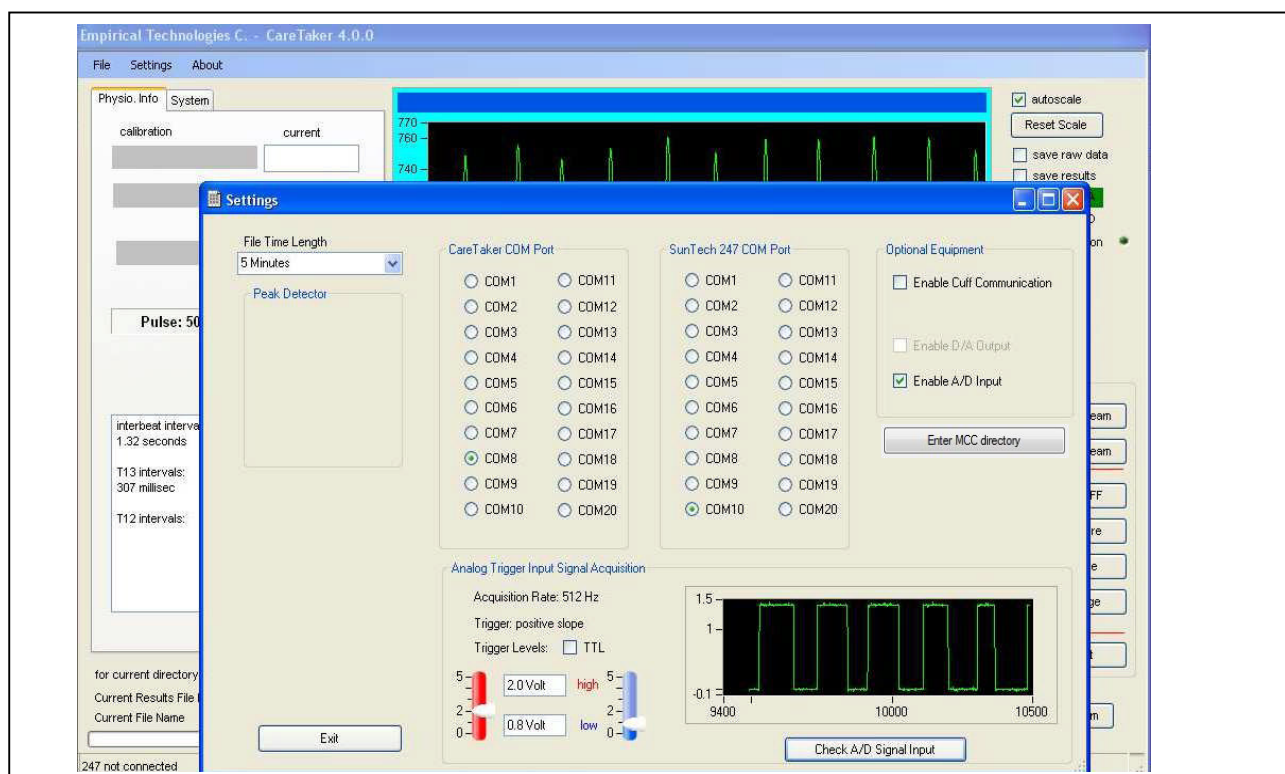 Empirical Technologies C. - CareTaker 4.0.0
File Settings About
Physio. Info System
calibration current
770
760
740
autoscale
Reset Scale
save raw data
save results
Settings
File Time Length
5 Minutes
Peak Detector
CareTaker COM Port
COM1 COM11
COM2 COM12
COM3 COM13
COM4 COM14
COM5 COM15
COM6 COM16
COM7 COM17
COM8 COM18
COM9 COM19
COM10 COM20
SunTech 247 COM Port
COM1 COM11
COM2 COM12
COM3 COM13
COM4 COM14
COM5 COM15
COM6 COM16
COM7 COM17
COM8 COM18
COM9 COM19
COM10 COM20
Optional Equipment
Enable Cuff Communication
Enable D/A Output
Enable A/D Input
Enter MCC directory
Pulse: 50
interbeat interva
1.32 seconds
T13 intervals:
307 millisec
T12 intervals:
Analog Trigger Input Signal Acquisition
Acquisition Rate: 512 Hz
Trigger: positive slope
Trigger Levels: TTL
5 2.0 Volt high 5
2 0.8 Volt low 2
0 0
1.5
1
-0.1
9400 10000 10500
Check A/D Signal Input
Exit
for current directory
Current Results File
Current File Name
247 not connected
on
eam
eam
FF
re
e
ge
t
m